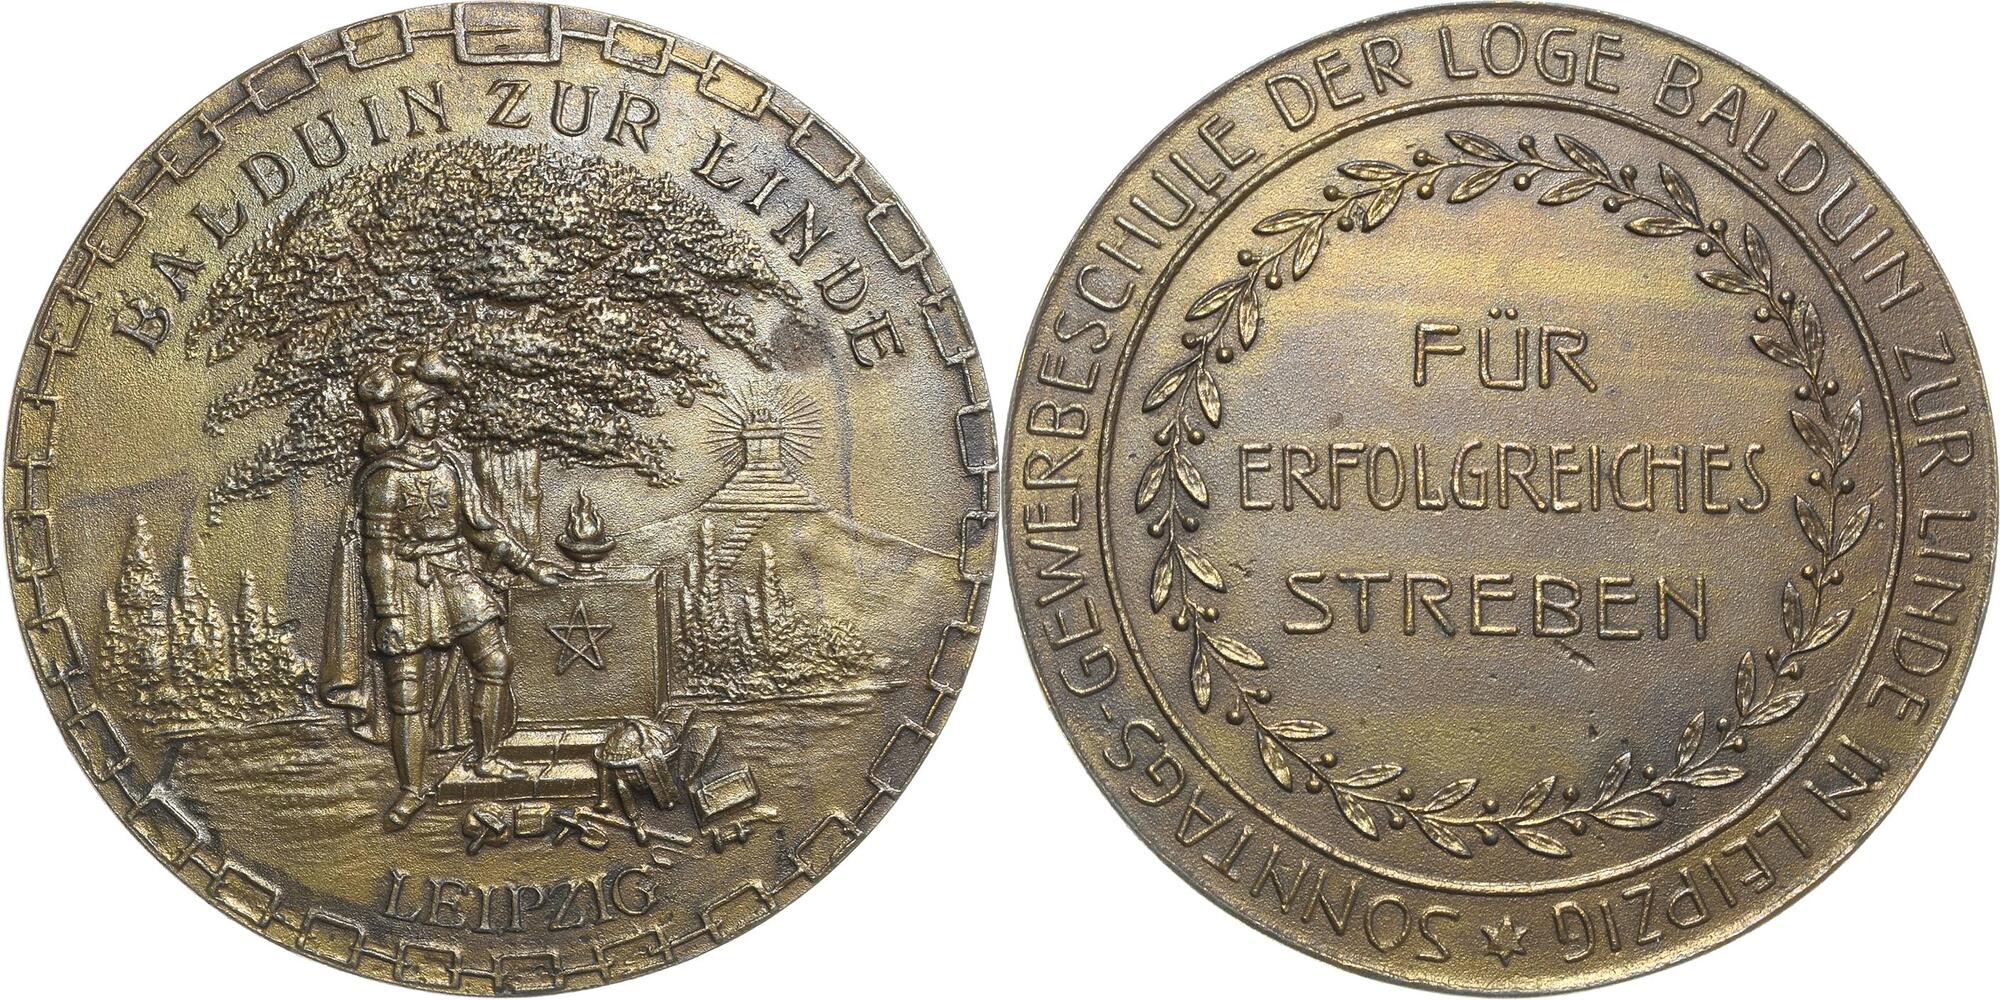 BALDUIN ZUR LINDE
LEIPZIG
SONNTAGS-GEWERBESCHULE DER LOGE BALDUIN ZUR LINDE IN LEIPZIG
FÜR
ERFOLGREICHES
STREBEN